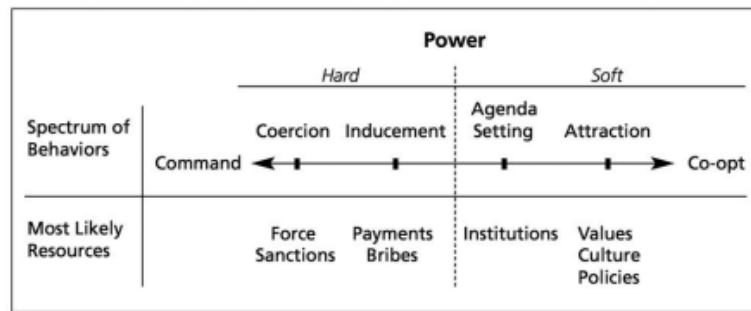 Power
Hard Soft
Spectrum of Behaviors
Coercion Inducement Agenda Setting Attraction
Command Co-opt
Most Likely Resources
Force Sanctions
Payments Bribes
Institutions
Values Culture Policies